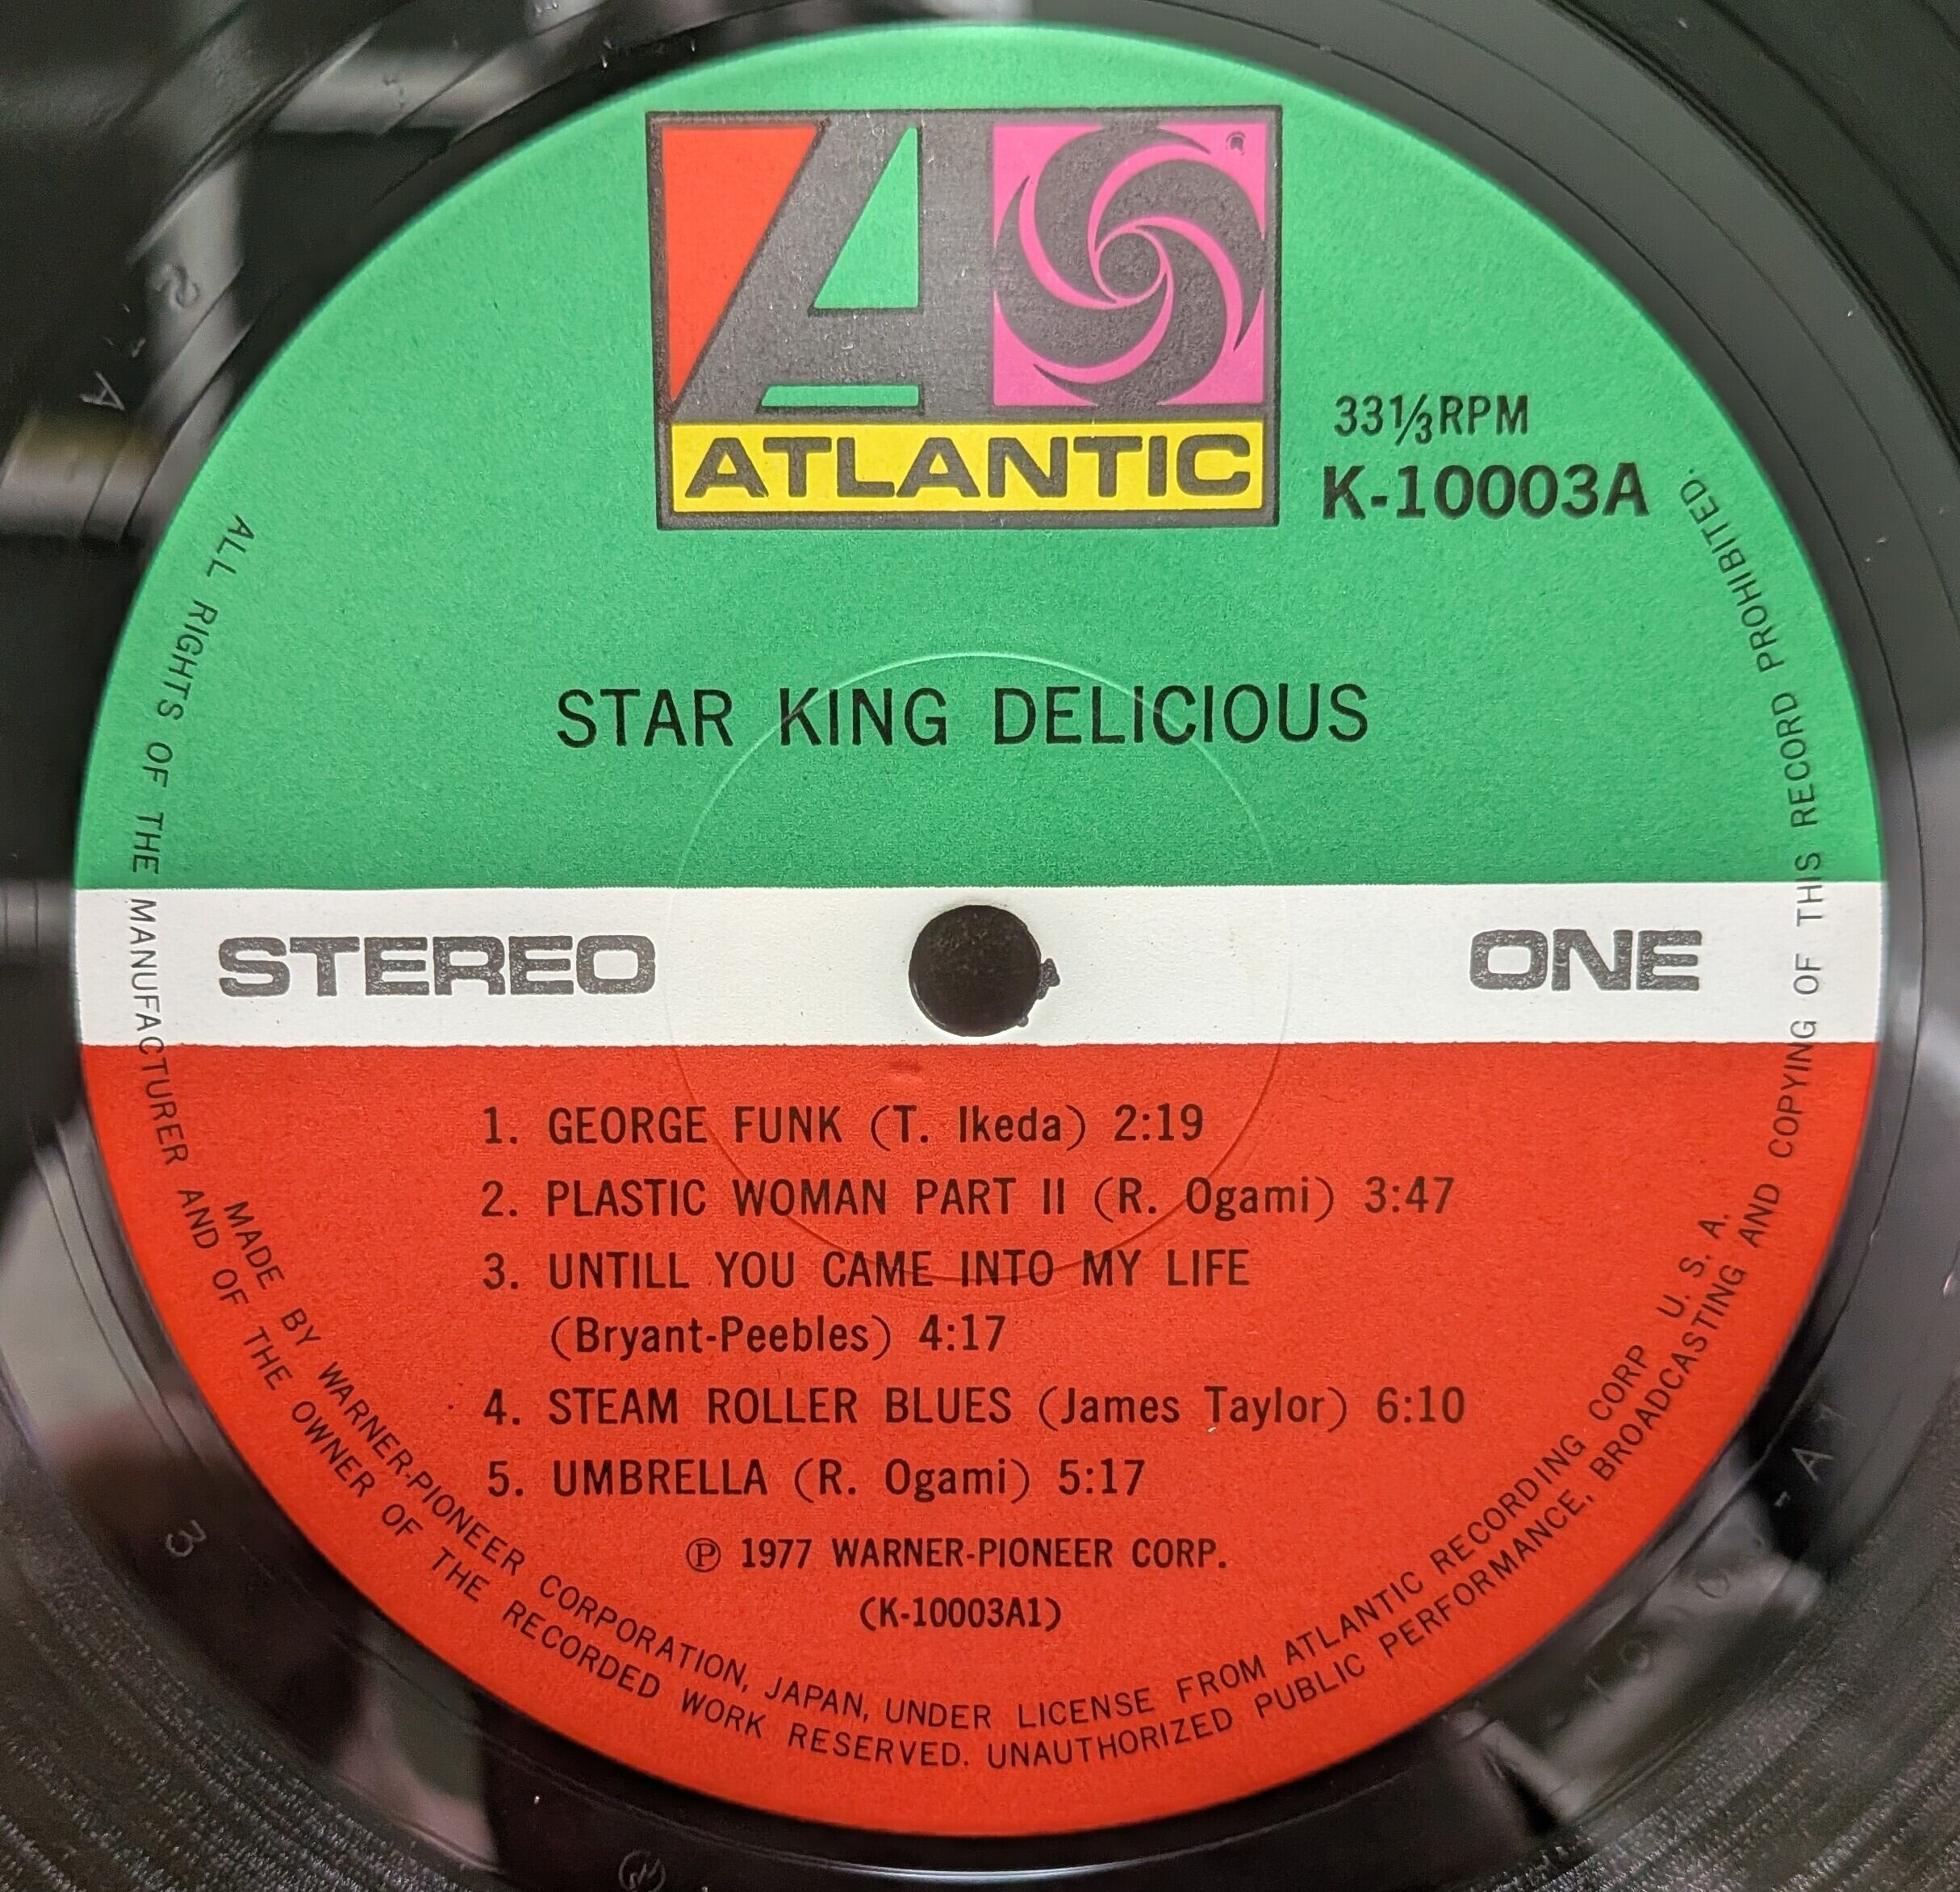 ATLANTIC
33⅓RPM
K-10003A
STAR KING DELICIOUS
STEREO
ONE
1. GEORGE FUNK (T. Ikeda) 2:19
2. PLASTIC WOMAN PART II (R. Ogami) 3:47
3. UNTILL YOU CAME INTO MY LIFE
(Bryant-Peebles) 4:17
4. STEAM ROLLER BLUES (James Taylor) 6:10
5. UMBRELLA (R. Ogami) 5:17
Ⓟ 1977 WARNER-PIONEER CORP.
(K-10003A1)
MADE BY WARNER-PIONEER CORPORATION, JAPAN, UNDER LICENSE FROM ATLANTIC RECORDING CORP U. S. A.
ALL RIGHTS OF THE MANUFACTURER AND OF THE OWNER OF THE RECORDED WORK RESERVED. UNAUTHORIZED PUBLIC PERFORMANCE, BROADCASTING AND COPYING OF THIS RECORD PROHIBITED.